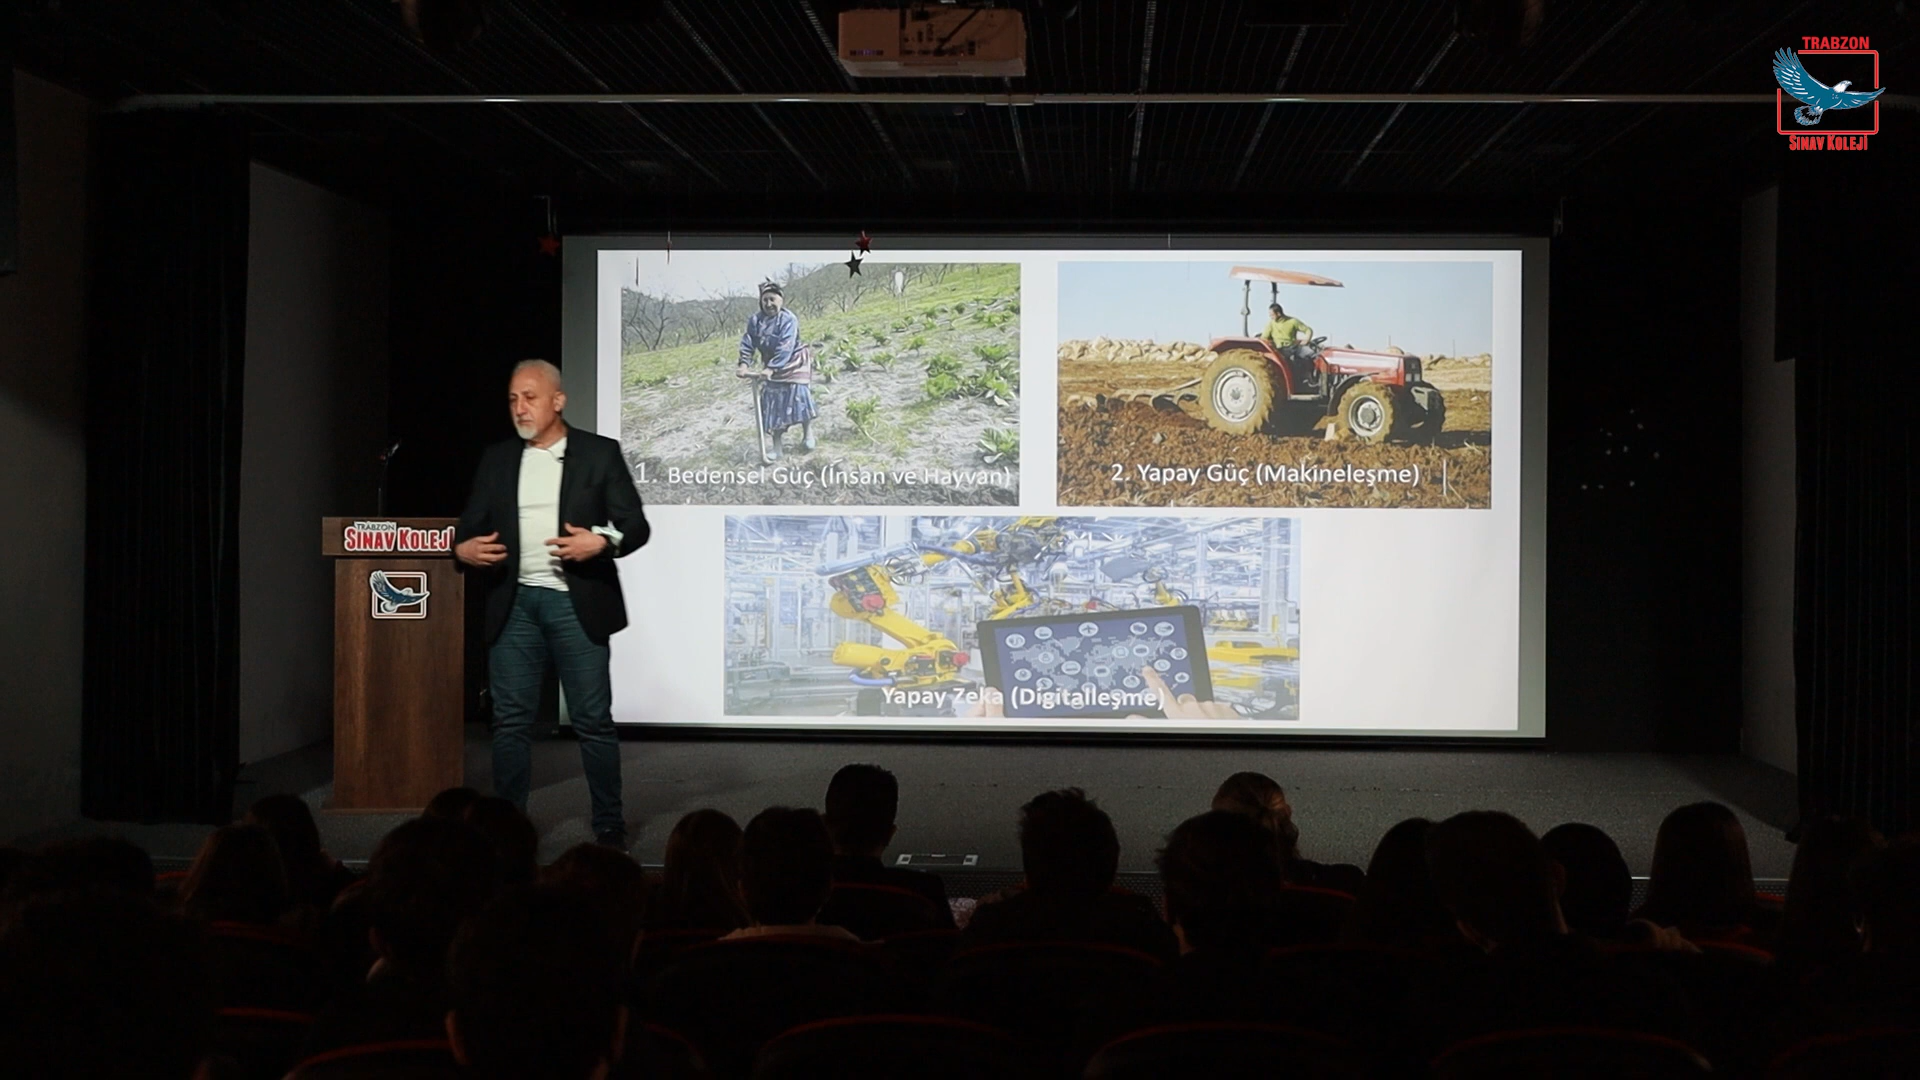 TRABZON
SINAV KOLEJİ
1. Bedensel Güç (İnsan ve Hayvan)
2. Yapay Güç (Makineleşme)
TRABZON
SINAV KOLEJİ
Yapay Zeka (Digitalleşme)